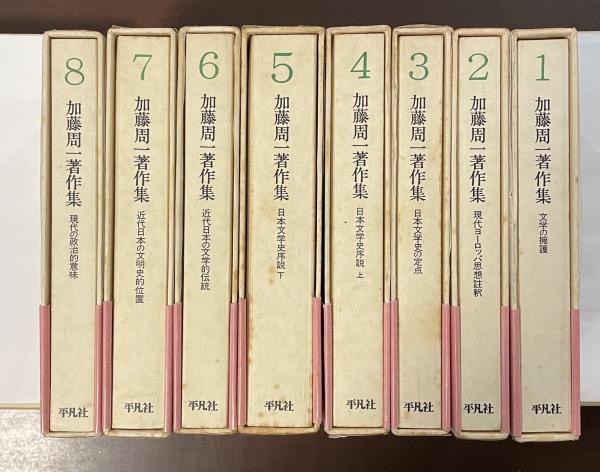 8
加藤周一著作集
現代の政治的意味
平凡社
7
加藤周一著作集
近代日本の文明史的位置
平凡社
6
加藤周一著作集
近代日本の文学的伝統
平凡社
5
加藤周一著作集
日本文学史序説 下
平凡社
4
加藤周一著作集
日本文学史序説 上
平凡社
3
加藤周一著作集
日本文学史の定点
平凡社
2
加藤周一著作集
現代ヨーロッパ思想註釈
平凡社
1
加藤周一著作集
文学の擁護
平凡社